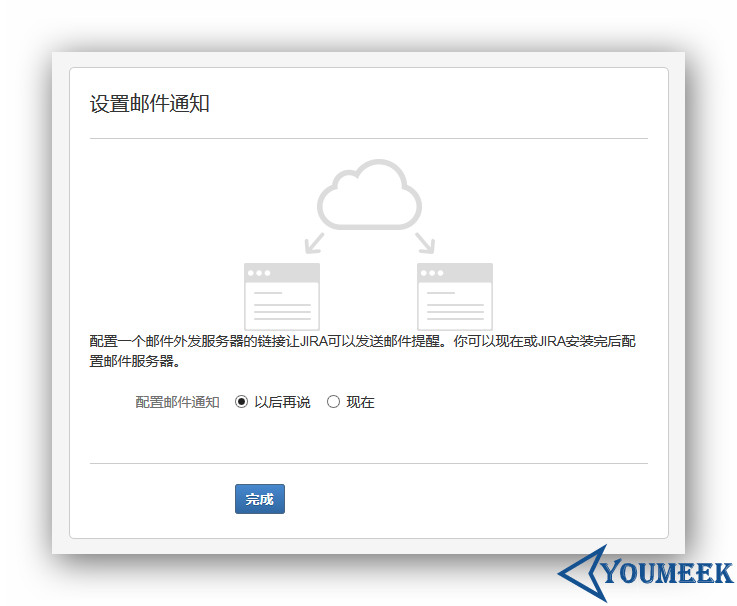 设置邮件通知
配置一个邮件外发服务器的链接让JIRA可以发送邮件提醒。你可以现在或JIRA安装完后配
置邮件服务器。
配置邮件通知 以后再说 现在
完成
YOUMEEK